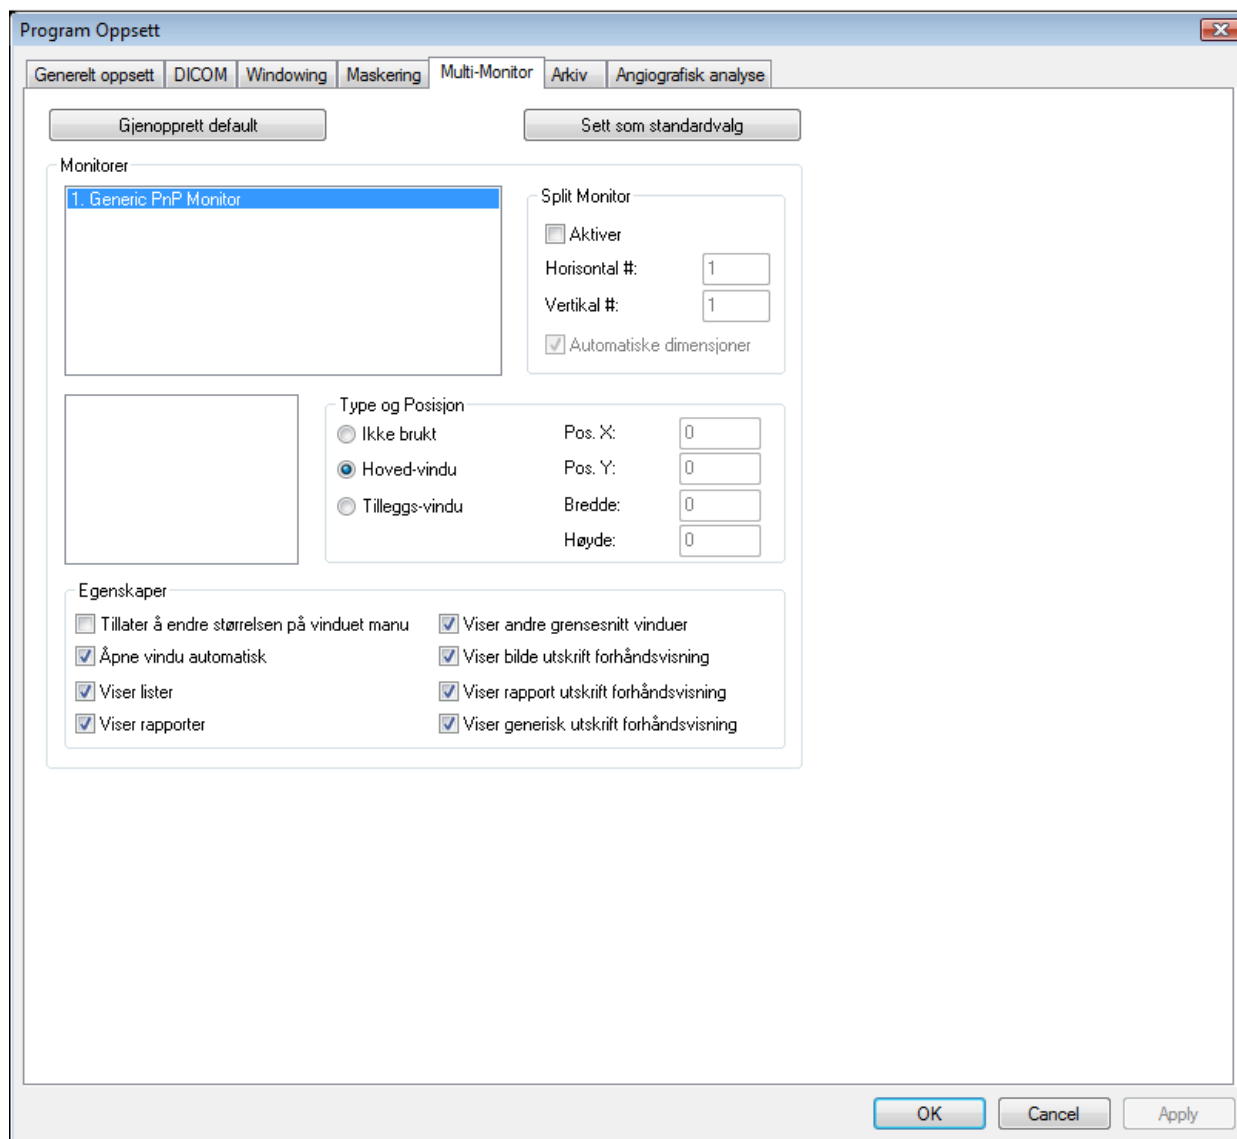 Program Oppsett
Generelt oppsett DICOM Windowing Maskering Multi-Monitor Arkiv Angiografisk analyse
Gjenopprett default Sett som standardvalg
Monitorer
1. Generic PnP Monitor
Split Monitor
Aktiver
Horisontal #: 1
Vertikal #: 1
Automatiske dimensjoner
Type og Posisjon
Ikke brukt Pos. X: 0
Hoved-vindu Pos. Y: 0
Tilleggs-vindu Bredde: 0
Høyde: 0
Egenskaper
Tillater å endre størrelsen på vinduet manu Viser andre grensesnitt vinduer
Åpne vindu automatisk Viser bilde utskrift forhåndsvisning
Viser lister Viser rapport utskrift forhåndsvisning
Viser rapporter Viser generisk utskrift forhåndsvisning
OK Cancel Apply